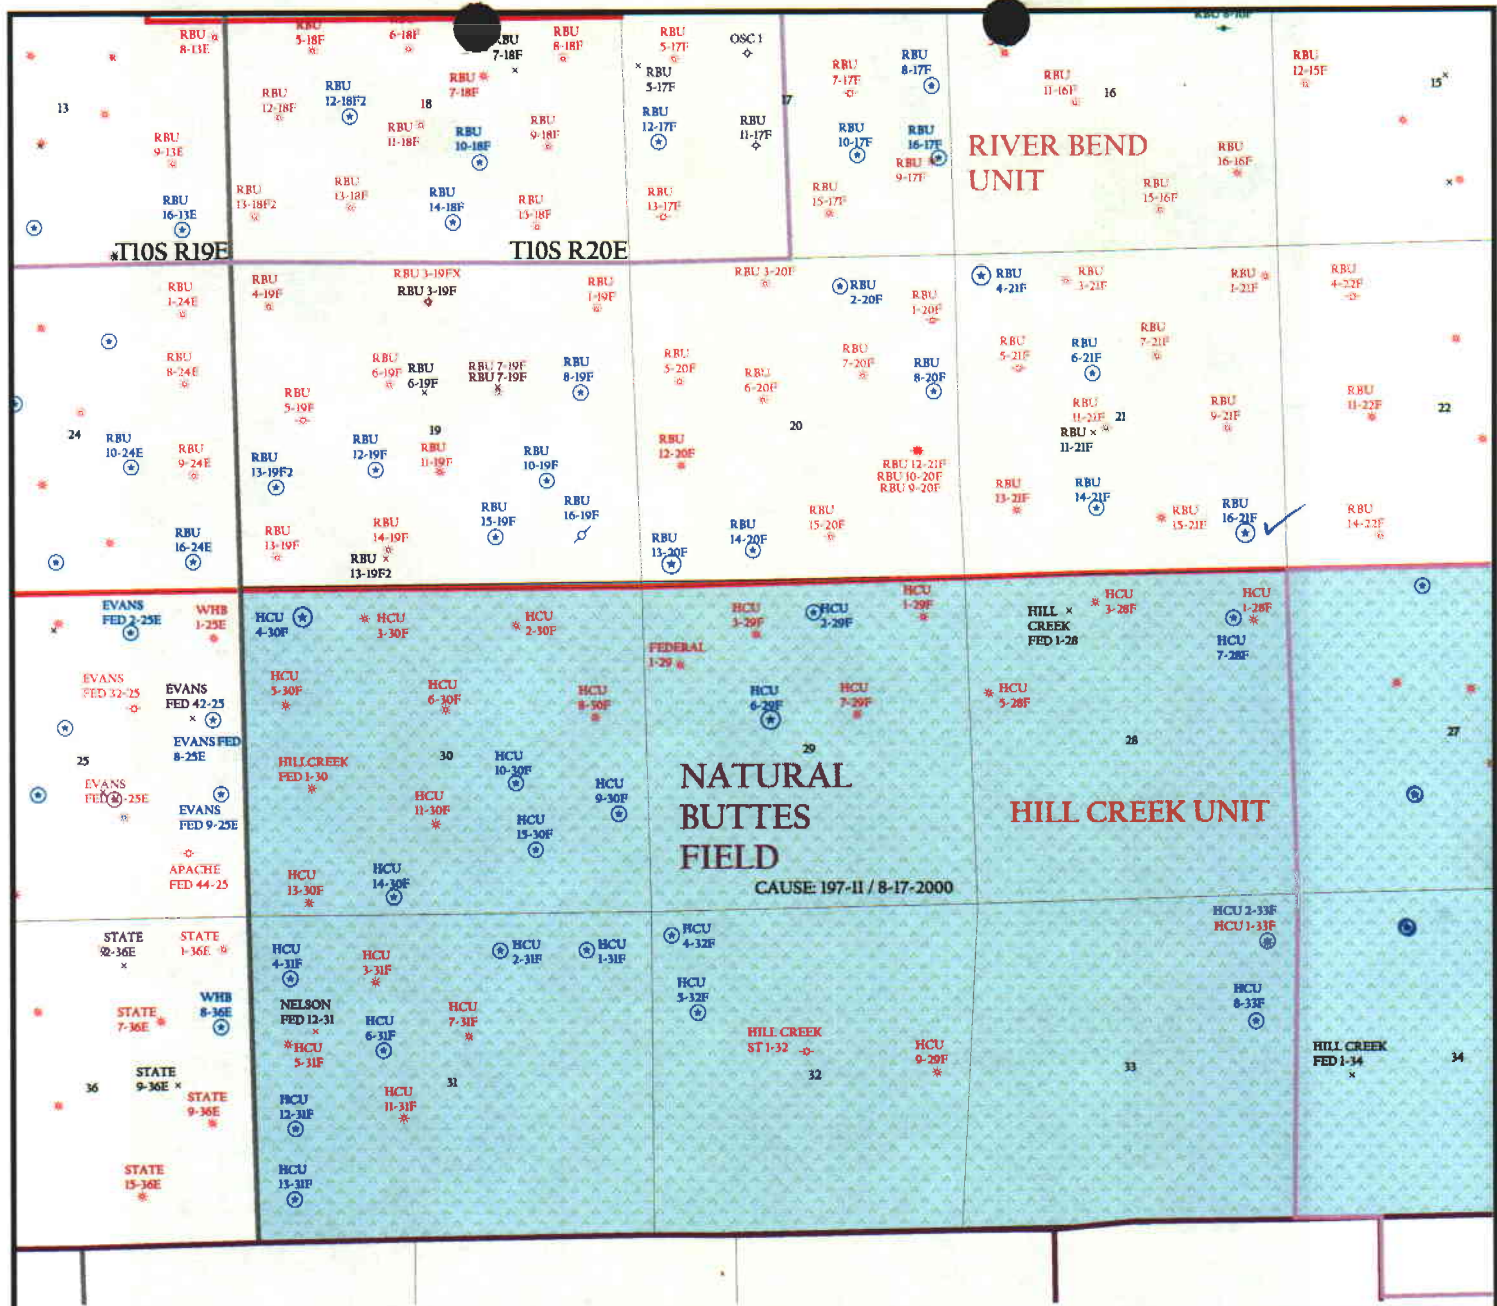 RBU
8-13E
RBU
5-18F
6-18F
RBU
7-18F
RBU
8-18F
RBU
5-17F
OSC 1
RBU
5-17F
RBU
7-17F
RBU
8-17F
RBU
11-16F
16
RBU
12-15F
15
13
RBU
12-18F
RBU
12-18F2
18
RBU
7-18F
RBU
11-18F
RBU
10-18F
RBU
9-18F
RBU
12-17F
RBU
11-17F
17
RBU
10-17F
RBU
16-17F
RBU
9-17F
RIVER BEND
UNIT
RBU
16-16F
RBU
9-13E
RBU
16-13E
RBU
13-18F2
RBU
13-18F
RBU
14-18F
RBU
15-18F
RBU
13-17F
RBU
15-17F
RBU
15-16F
T10S R19E
T10S R20E
RBU
1-24E
RBU
4-19F
RBU 3-19FX
RBU 3-19F
RBU
1-19F
RBU 3-20F
RBU
2-20F
RBU
1-20F
RBU
4-21F
RBU
3-21F
RBU
1-21F
RBU
4-22F
RBU
8-24E
RBU
6-19F
RBU
6-19F
RBU 7-19F
RBU 7-19F
RBU
8-19F
RBU
5-20F
RBU
6-20F
RBU
7-20F
RBU
8-20F
RBU
5-21F
RBU
6-21F
RBU
7-21F
RBU
5-19F
24
19
20
RBU
11-21F
21
RBU
11-21F
RBU
9-21F
RBU
11-22F
22
RBU
10-24E
RBU
9-24E
RBU
13-19F2
RBU
12-19F
RBU
11-19F
RBU
10-19F
RBU
12-20F
RBU 12-21F
RBU 10-20F
RBU 9-20F
RBU
13-21F
RBU
14-21F
RBU
15-21F
RBU
16-21F
RBU
14-22F
RBU
16-24E
RBU
13-19F
RBU
14-19F
RBU
13-19F2
RBU
15-19F
RBU
16-19F
RBU
13-20F
RBU
14-20F
RBU
15-20F
EVANS
FED 2-25E
WHB
1-25E
HCU
4-30F
HCU
3-30F
HCU
2-30F
HCU
3-29F
HCU
2-29F
HCU
1-29F
HILL
CREEK
FED 1-28
HCU
3-28F
HCU
1-28F
HCU
7-28F
FEDERAL
1-29
EVANS
FED 32-25
EVANS
FED 42-25
HCU
5-30F
HCU
6-30F
HCU
8-30F
HCU
6-29F
HCU
7-29F
HCU
5-28F
EVANS FED
8-25E
25
30
29
28
27
HILL CREEK
FED 1-30
HCU
10-30F
HCU
9-30F
EVANS
EVANS
FED 9-25E
HCU
11-30F
HCU
15-30F
NATURAL
BUTTES
FIELD
HILL CREEK UNIT
APACHE
FED 44-25
HCU
13-30F
HCU
14-30F
CAUSE: 197-11 / 8-17-2000
STATE
2-36E
STATE
1-36E
HCU
4-31F
HCU
3-31F
HCU
2-31F
HCU
1-31F
HCU
4-32F
HCU 2-33F
HCU 1-33F
STATE
7-36E
WHB
8-36E
NELSON
FED 12-31
HCU
6-31F
HCU
7-31F
HCU
5-32F
HCU
8-33F
HCU
5-31F
HILL CREEK
ST 1-32
HCU
9-29F
HILL CREEK
FED 1-34
34
36
STATE
9-36E
31
32
33
STATE
9-36E
HCU
12-31F
HCU
11-31F
STATE
15-36E
HCU
13-31F